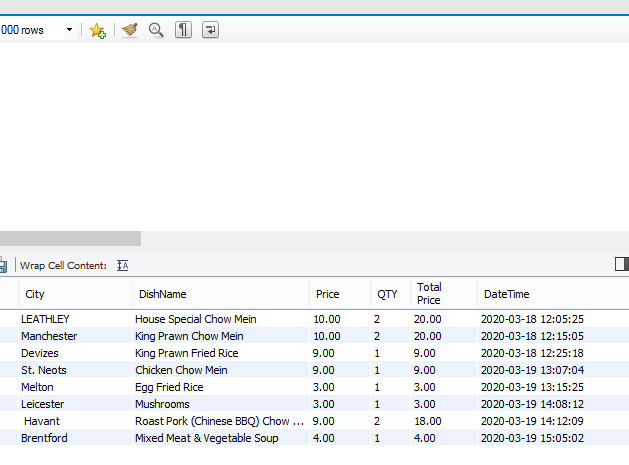 000 rows
Wrap Cell Content:
City DishName Price QTY Total Price DateTime
LEATHLEY House Special Chow Mein 10.00 2 20.00 2020-03-18 12:05:25
Manchester King Prawn Chow Mein 10.00 2 20.00 2020-03-18 12:15:05
Devizes King Prawn Fried Rice 9.00 1 9.00 2020-03-18 12:25:18
St. Neots Chicken Chow Mein 9.00 1 9.00 2020-03-19 13:07:04
Melton Egg Fried Rice 3.00 1 3.00 2020-03-19 13:15:25
Leicester Mushrooms 3.00 1 3.00 2020-03-19 14:08:12
Havant Roast Pork (Chinese BBQ) Chow ... 9.00 2 18.00 2020-03-19 14:12:09
Brentford Mixed Meat & Vegetable Soup 4.00 1 4.00 2020-03-19 15:05:02